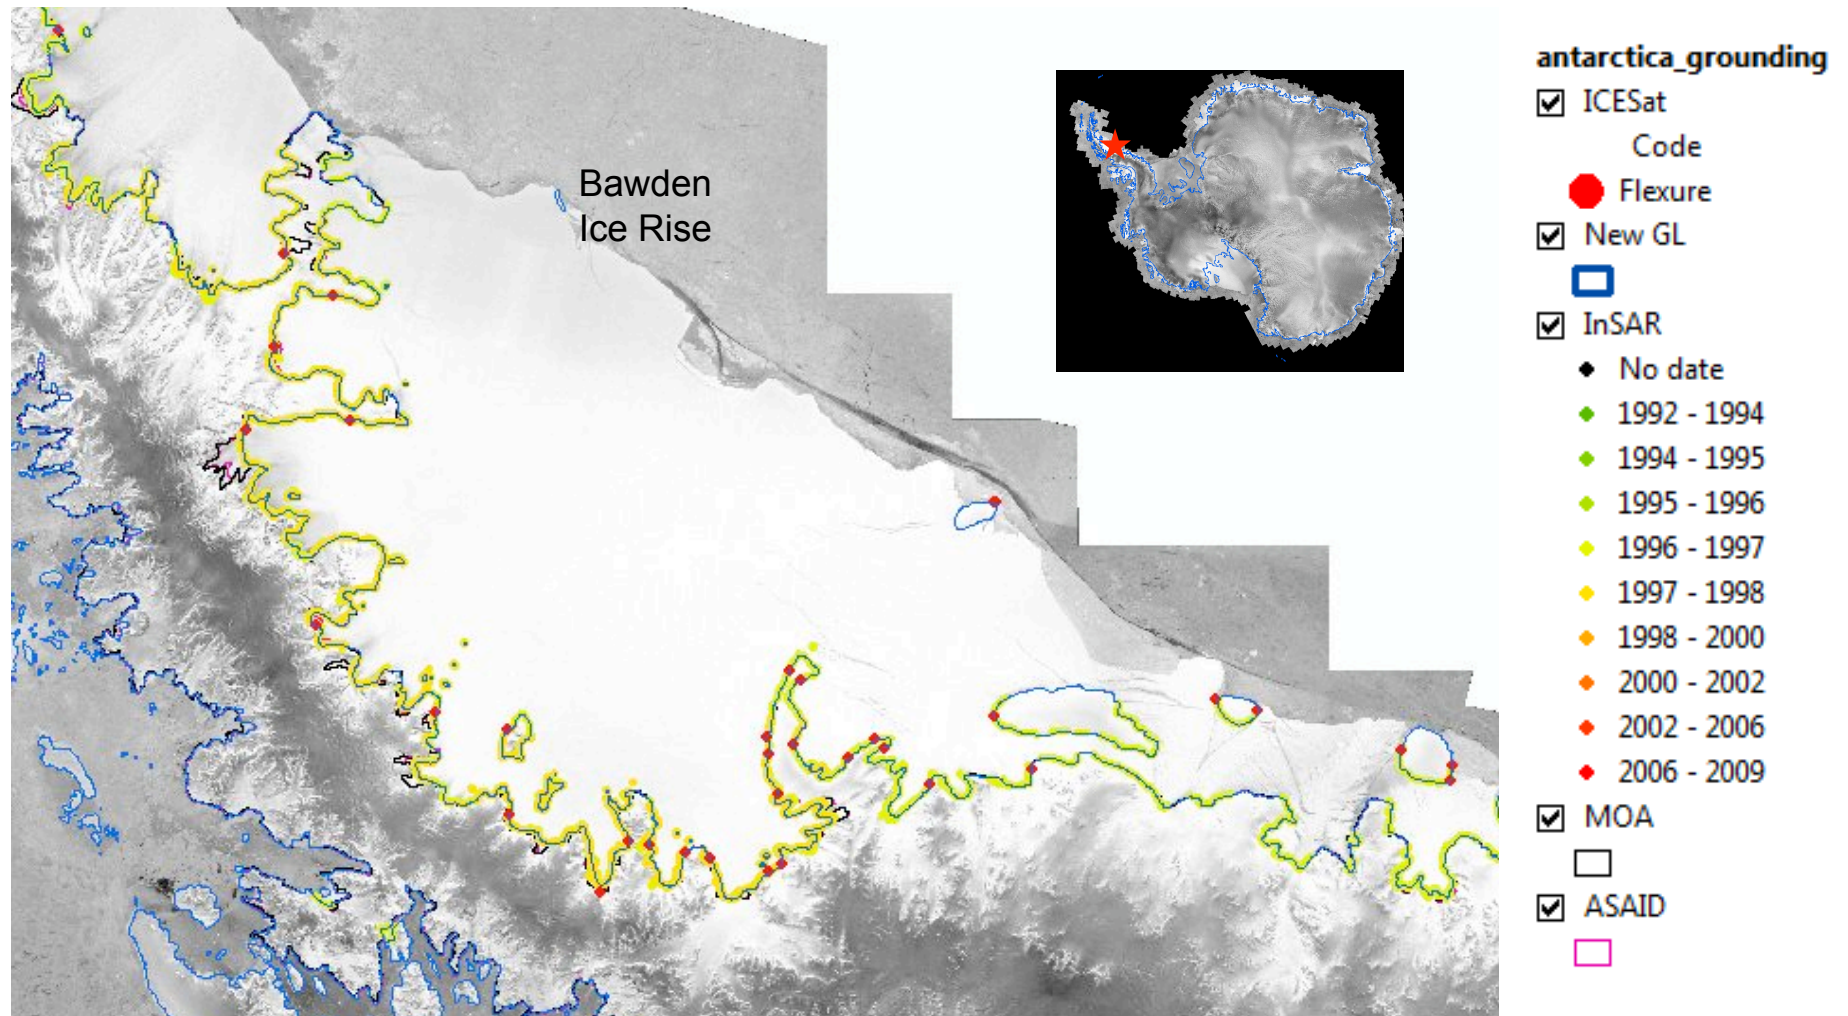 Bawden
Ice Rise
antarctica_grounding
ICESat
Code
Flexure
New GL
InSAR
No date
1992 - 1994
1994 - 1995
1995 - 1996
1996 - 1997
1997 - 1998
1998 - 2000
2000 - 2002
2002 - 2006
2006 - 2009
MOA
ASAID